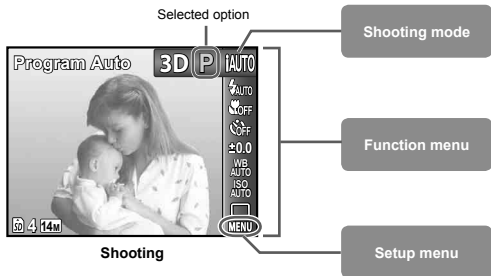 Selected option
Shooting mode
Program Auto 3D P iAUTO
AUTO
OFF
OFF
±0.0
WB
AUTO
ISO
AUTO
Function menu
4 14M
MENU
Shooting
Setup menu